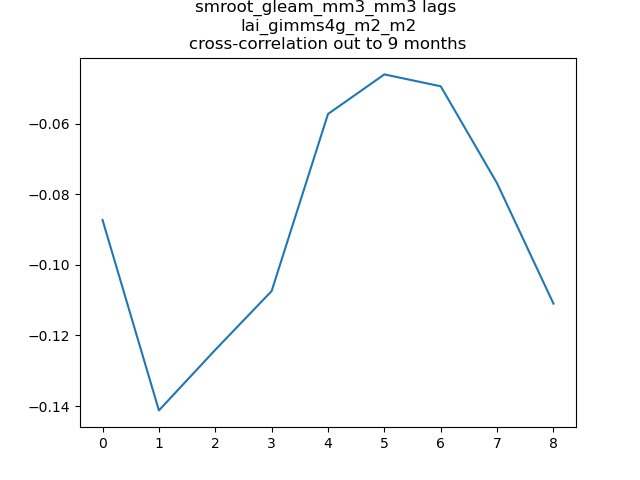 smroot_gleam_mm3_mm3 lags
lai_gimms4g_m2_m2
cross-correlation out to 9 months
−0.06
−0.08
−0.10
−0.12
−0.14
0 1 2 3 4 5 6 7 8